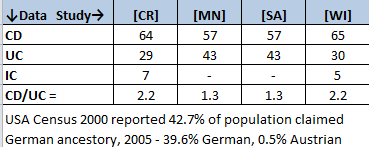 ↓Data Study→ [CR] [MN] [SA] [WI]
CD 64 57 57 65
UC 29 43 43 30
IC 7 - - 5
CD/UC = 2.2 1.3 1.3 2.2
USA Census 2000 reported 42.7% of population claimed
German ancestory, 2005 - 39.6% German, 0.5% Austrian